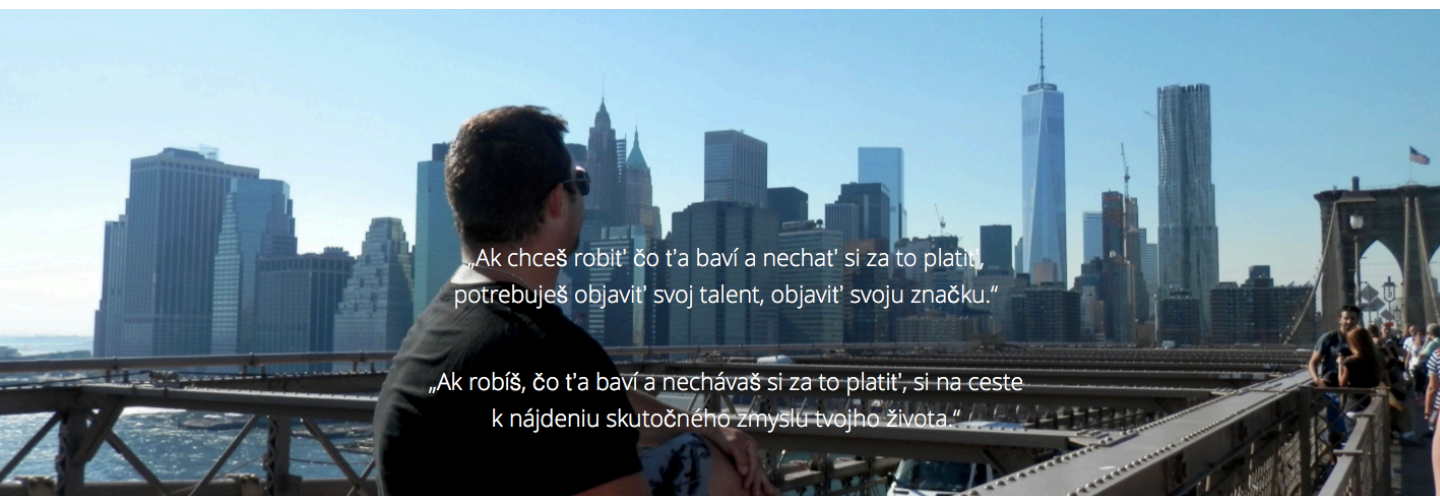 „Ak chceš robiť čo ťa baví a nechať si za to platiť,
potrebuješ objaviť svoj talent, objaviť svoju značku.“
„Ak robíš, čo ťa baví a nechávaš si za to platiť, si na ceste
k nájdeniu skutočného zmyslu tvojho života.“